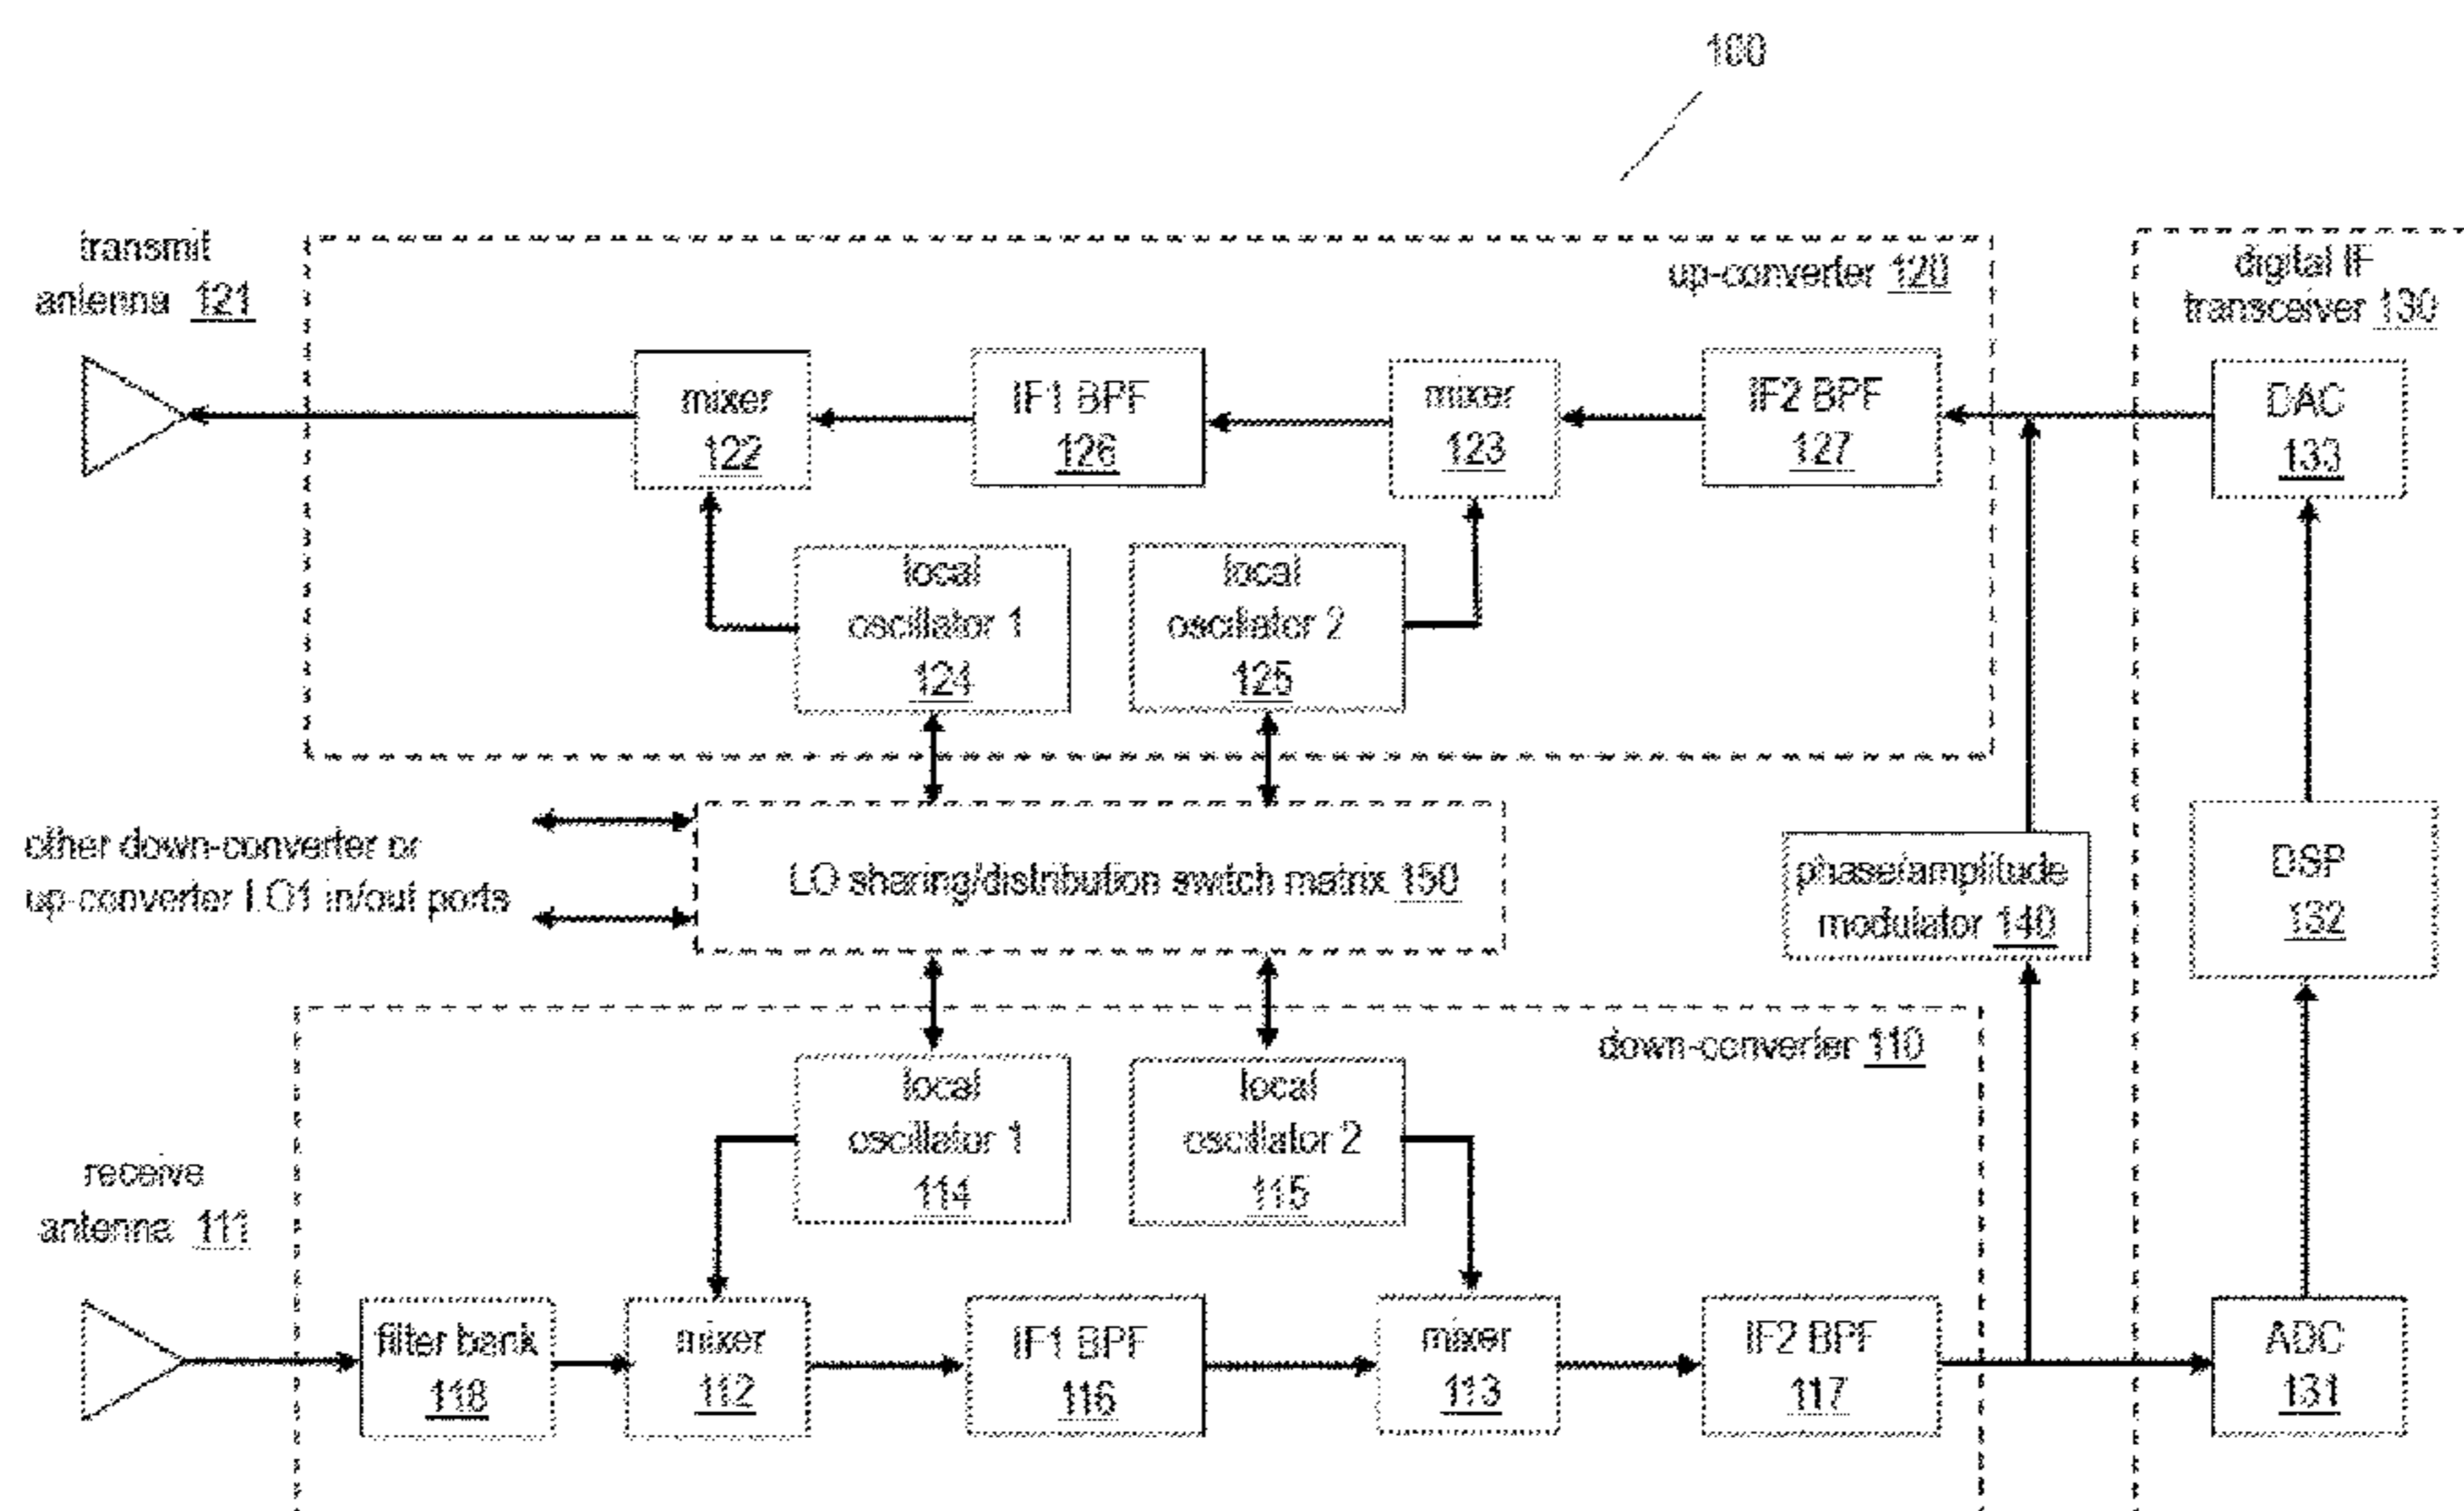 100
transmit
antenna 121
up-converter 120
digital IF
transceiver 130
mixer
122
IF1 BPF
126
mixer
123
IF2 BPF
127
DAC
133
local
oscillator 1
124
local
oscillator 2
125
other down-converter or
up-converter LO1 in/out ports
LO sharing/distribution switch matrix 150
phase/amplitude
modulator 140
DSP
132
down-converter 110
local
oscillator 1
114
local
oscillator 2
115
receive
antenna 111
filter bank
118
mixer
112
IF1 BPF
116
mixer
113
IF2 BPF
117
ADC
131